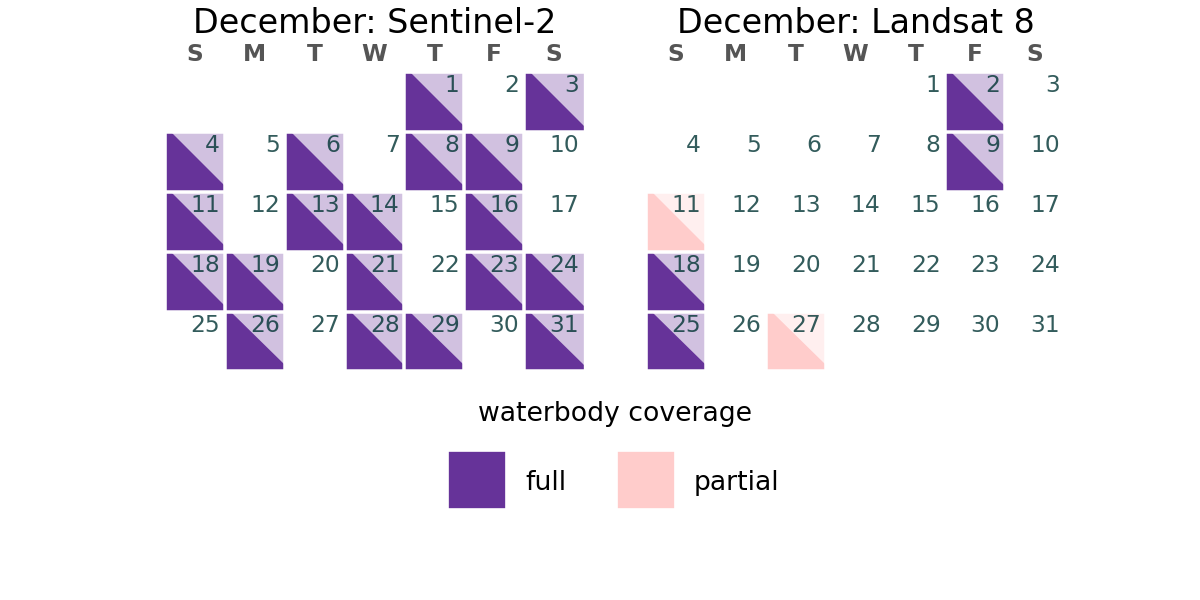 December: Sentinel-2
S M T W T F S
1 2 3
4 5 6 7 8 9 10
11 12 13 14 15 16 17
18 19 20 21 22 23 24
25 26 27 28 29 30 31
December: Landsat 8
S M T W T F S
1 2 3
4 5 6 7 8 9 10
11 12 13 14 15 16 17
18 19 20 21 22 23 24
25 26 27 28 29 30 31
waterbody coverage
full partial